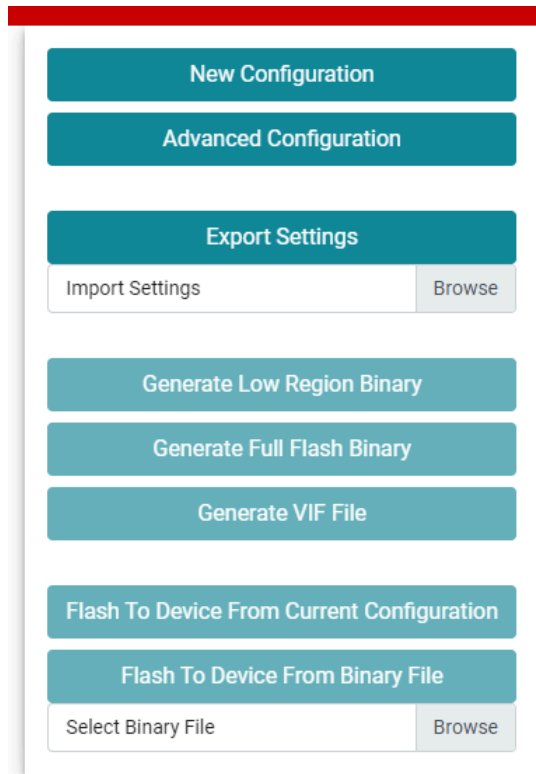 New Configuration
Advanced Configuration
Export Settings
Import Settings Browse
Generate Low Region Binary
Generate Full Flash Binary
Generate VIF File
Flash To Device From Current Configuration
Flash To Device From Binary File
Select Binary File Browse